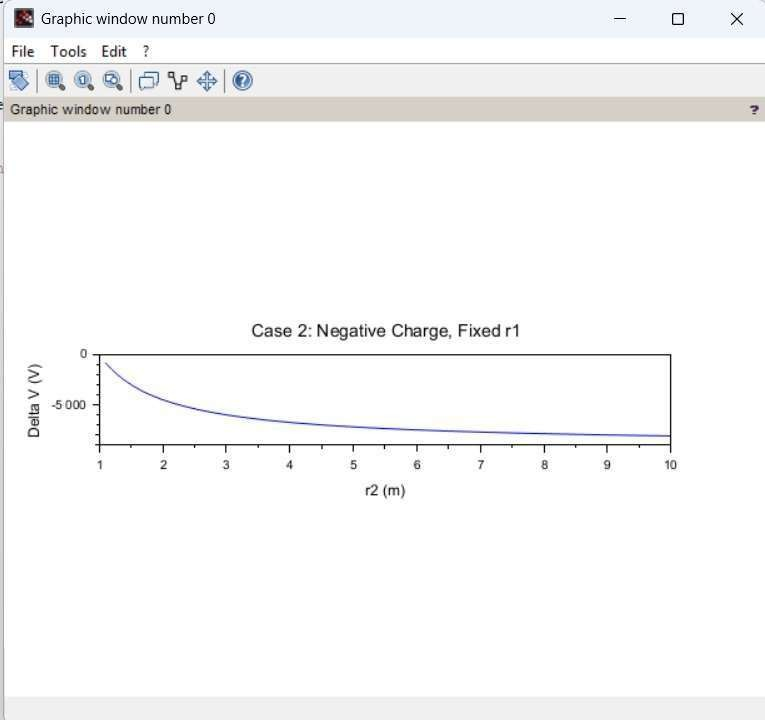 Graphic window number 0
File Tools Edit ?
Graphic window number 0 ?
Case 2: Negative Charge, Fixed r1
0
-5 000
Delta V (V)
1 2 3 4 5 6 7 8 9 10
r2 (m)